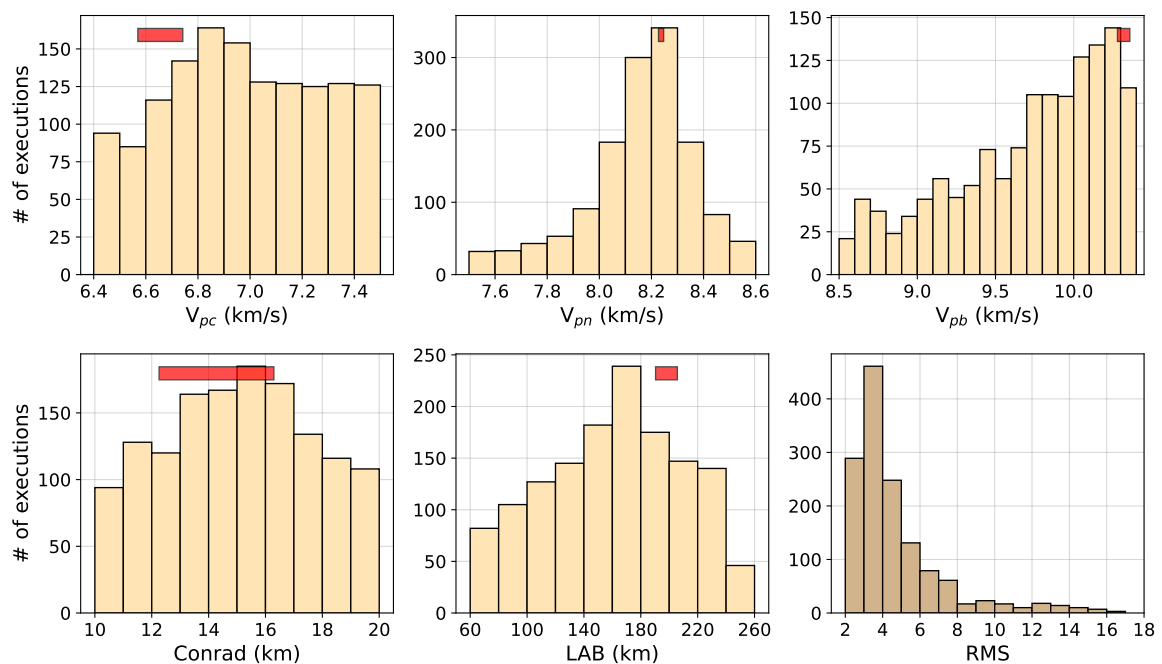 # of executions
150
125
100
75
50
25
0
6.4 6.6 6.8 7.0 7.2 7.4
V_pc (km/s)
300
200
100
0
7.6 7.8 8.0 8.2 8.4 8.6
V_pn (km/s)
150
125
100
75
50
25
0
8.5 9.0 9.5 10.0
V_pb (km/s)
# of executions
150
100
50
0
10 12 14 16 18 20
Conrad (km)
250
200
150
100
50
0
60 100 140 180 220 260
LAB (km)
400
300
200
100
0
2 4 6 8 10 12 14 16 18
RMS